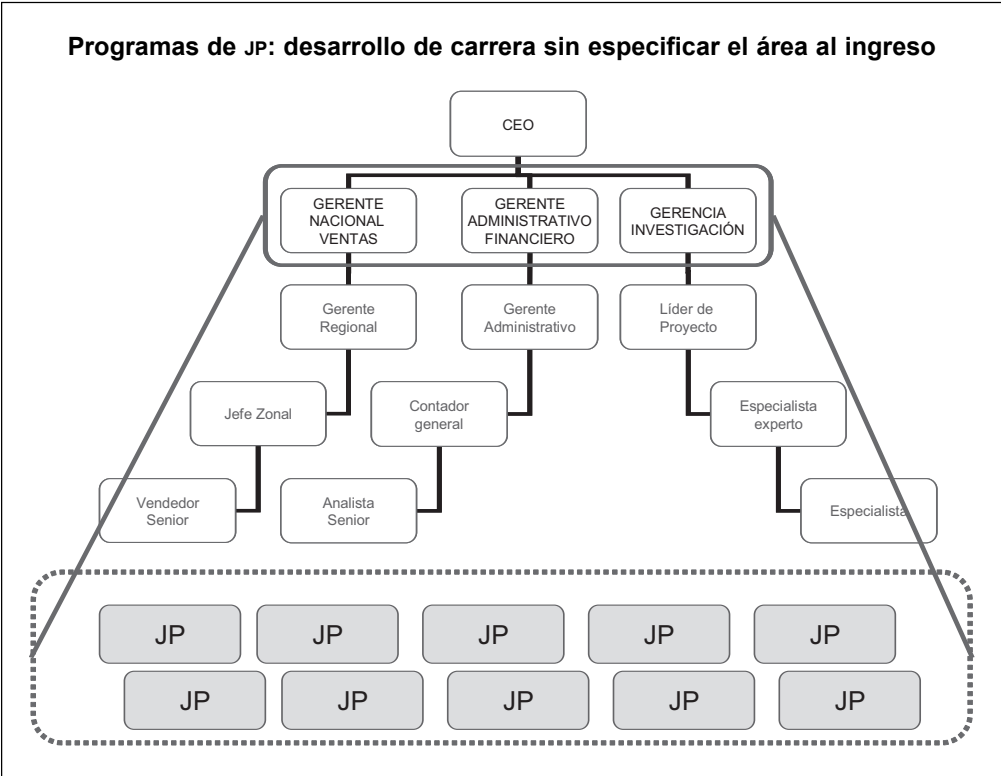 Programas de JP: desarrollo de carrera sin especificar el área al ingreso
CEO
GERENTE
NACIONAL
VENTAS
GERENTE
ADMINISTRATIVO
FINANCIERO
GERENCIA
INVESTIGACIÓN
Gerente
Regional
Gerente
Administrativo
Líder de
Proyecto
Jefe Zonal
Contador
general
Especialista
experto
Vendedor
Senior
Analista
Senior
Especialista
JP
JP
JP
JP
JP
JP
JP
JP
JP
JP